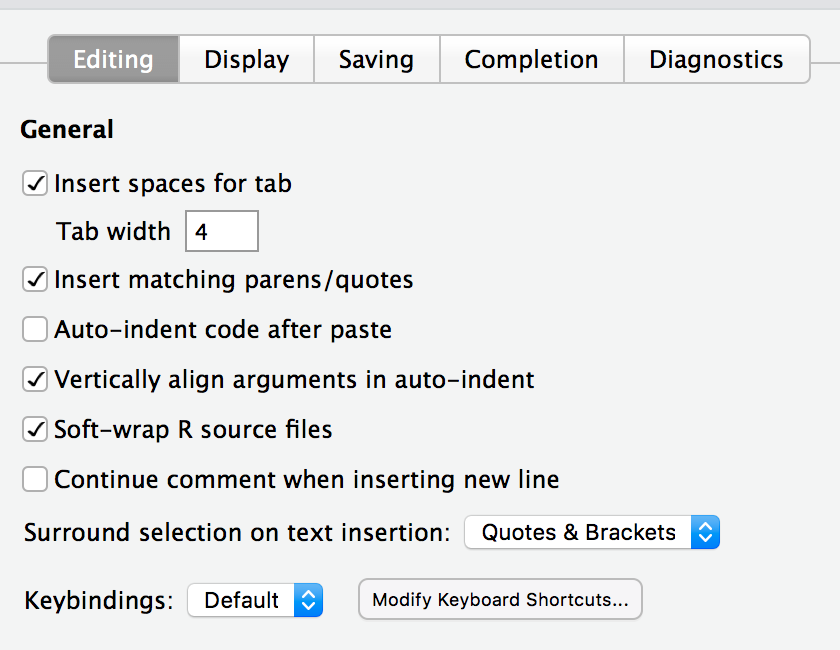 Editing Display Saving Completion Diagnostics
General
Insert spaces for tab
Tab width 4
Insert matching parens/quotes
Auto-indent code after paste
Vertically align arguments in auto-indent
Soft-wrap R source files
Continue comment when inserting new line
Surround selection on text insertion: Quotes & Brackets
Keybindings: Default Modify Keyboard Shortcuts...